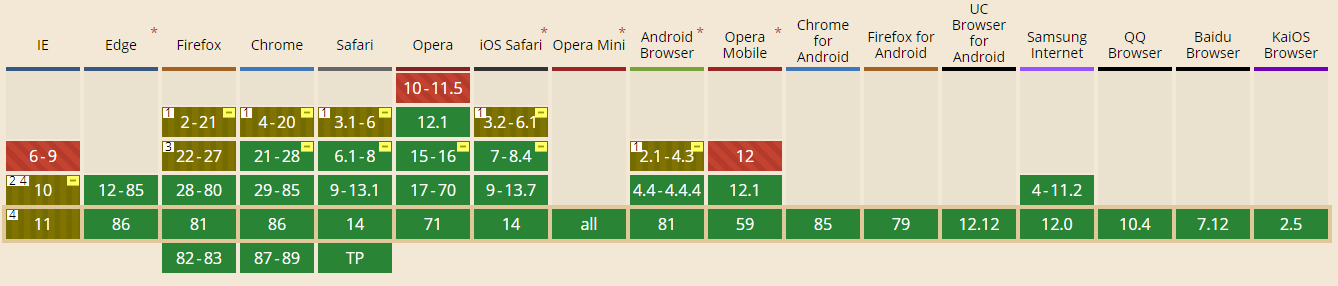 IE Edge * Firefox Chrome Safari Opera iOS Safari * Opera Mini * Android Browser * Opera Mobile * Chrome for Android Firefox for Android UC Browser for Android Samsung Internet QQ Browser Baidu Browser KaiOS Browser
10-11.5
1 2-21 - 1 4-20 - 1 3.1-6 - 12.1 1 3.2-6.1 -
6-9 3 22-27 21-28 - 6.1-8 - 15-16 - 7-8.4 - 1 2.1-4.3 - 12
2 4 10 - 12-85 28-80 29-85 9-13.1 17-70 9-13.7 4.4-4.4.4 12.1 4-11.2
4 11 86 81 86 14 71 14 all 81 59 85 79 12.12 12.0 10.4 7.12 2.5
82-83 87-89 TP